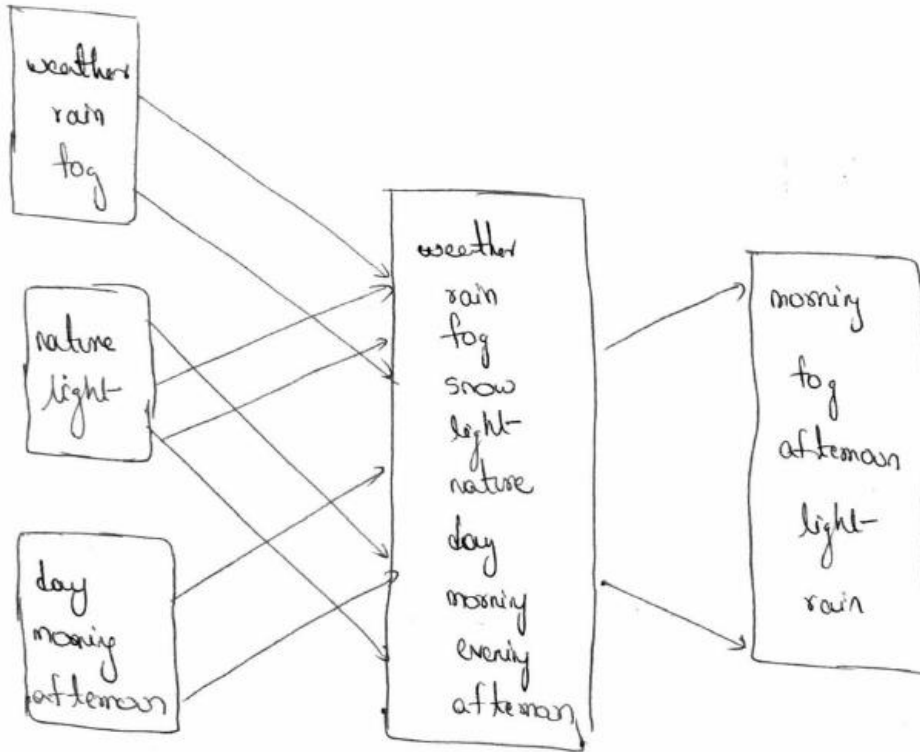 weather
rain
fog
nature
light
day
morning
afternoon
weather
rain
fog
snow
light
nature
day
morning
evening
afternoon
morning
fog
afternoon
light
rain